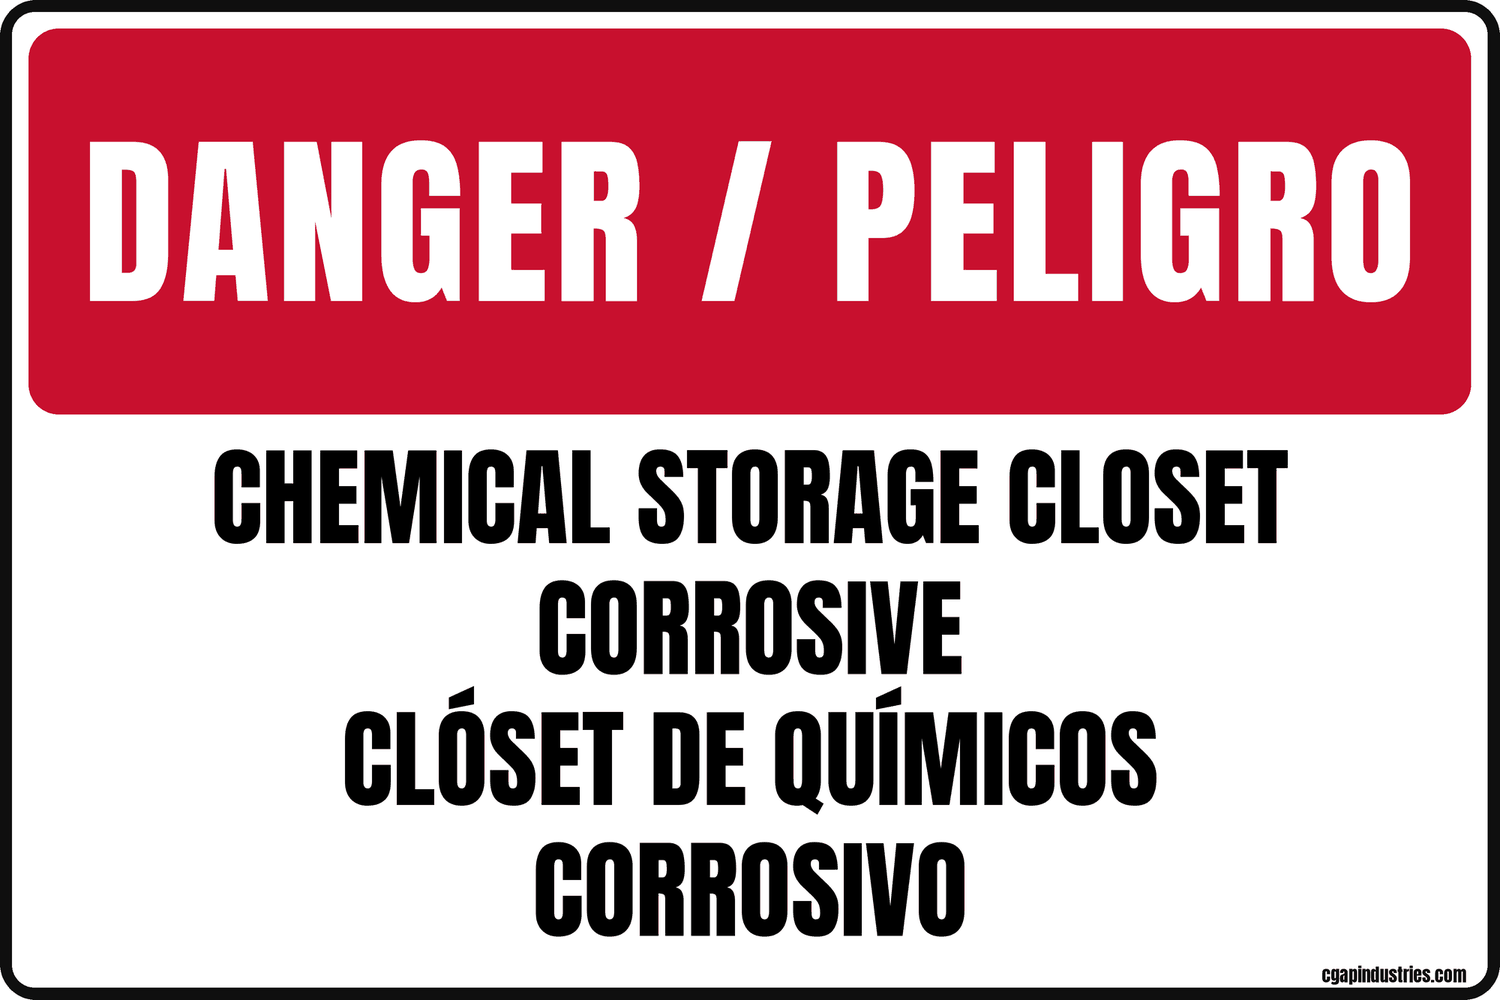 DANGER / PELIGRO
CHEMICAL STORAGE CLOSET
CORROSIVE
CLÓSET DE QUÍMICOS
CORROSIVO
cgapindustries.com